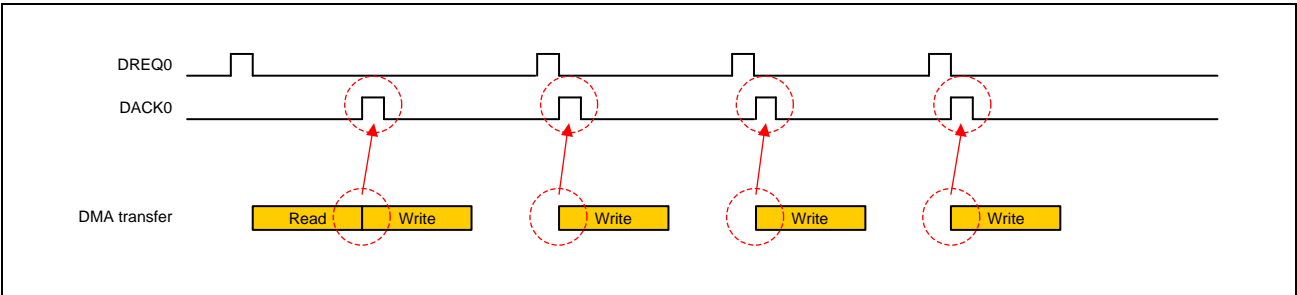 DREQ0
DACK0
DMA transfer
Read Write Write Write Write